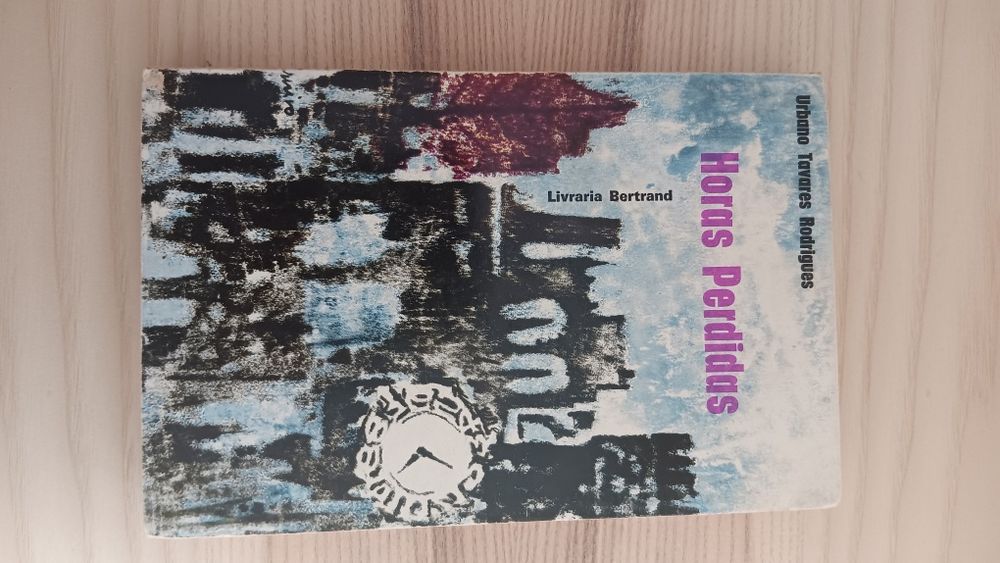 Urbano Tavares Rodrigues
Horas Perdidas
Livraria Bertrand